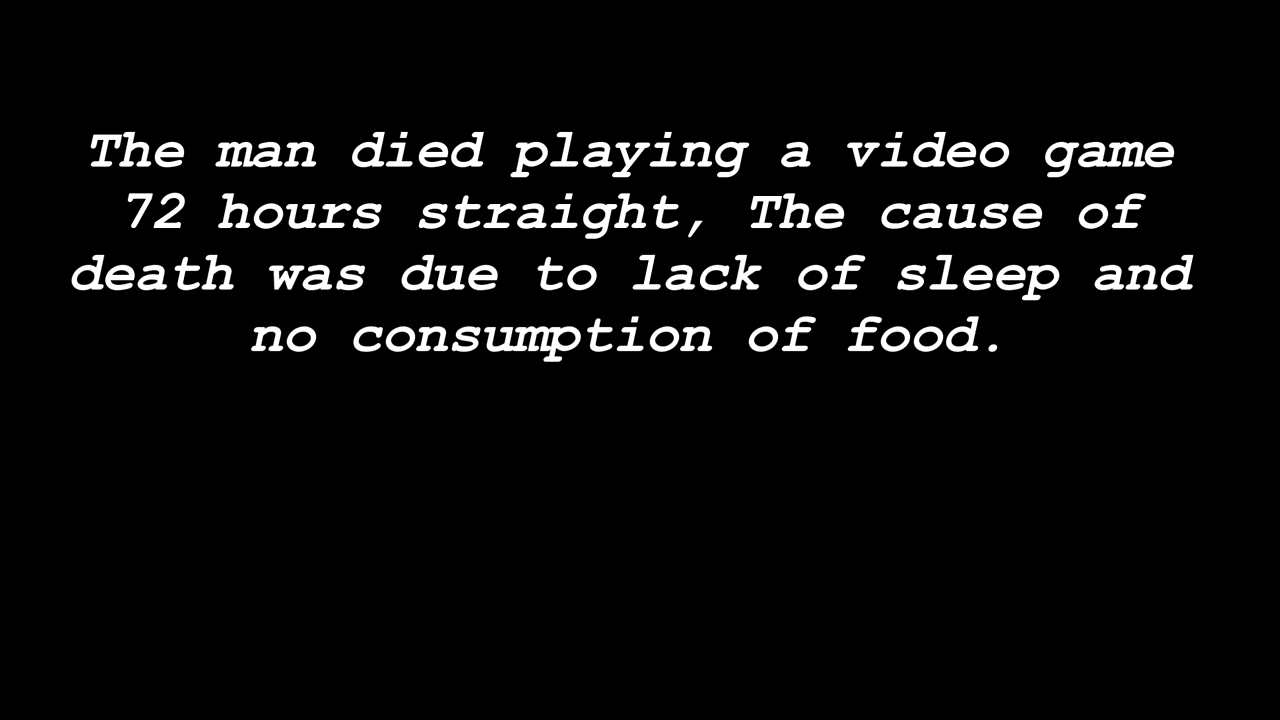 The man died playing a video game
72 hours straight, The cause of
death was due to lack of sleep and
no consumption of food.